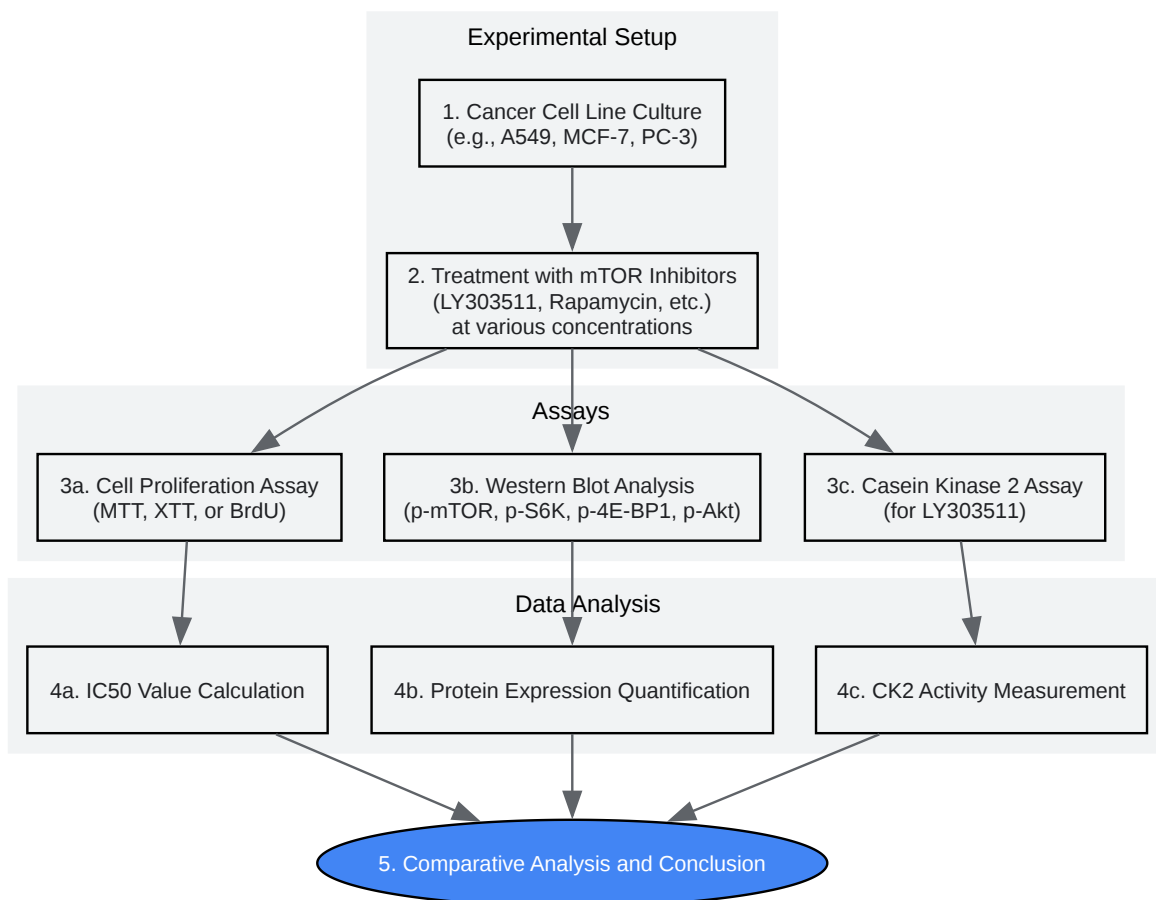 Experimental Setup
1. Cancer Cell Line Culture
(e.g., A549, MCF-7, PC-3)
2. Treatment with mTOR Inhibitors
(LY303511, Rapamycin, etc.)
at various concentrations
Assays
3a. Cell Proliferation Assay
(MTT, XTT, or BrdU)
3b. Western Blot Analysis
(p-mTOR, p-S6K, p-4E-BP1, p-Akt)
3c. Casein Kinase 2 Assay
(for LY303511)
Data Analysis
4a. IC50 Value Calculation
4b. Protein Expression Quantification
4c. CK2 Activity Measurement
5. Comparative Analysis and Conclusion